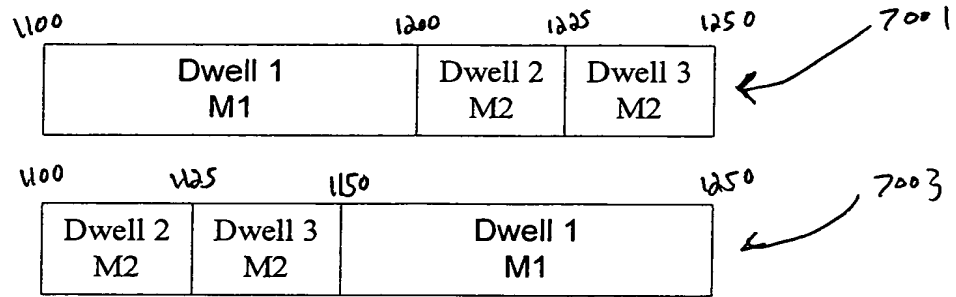 1100 1200 1225 1250 7001
Dwell 1 Dwell 2 Dwell 3
M1 M2 M2
1100 1125 1150 1250 7003
Dwell 2 Dwell 3 Dwell 1
M2 M2 M1